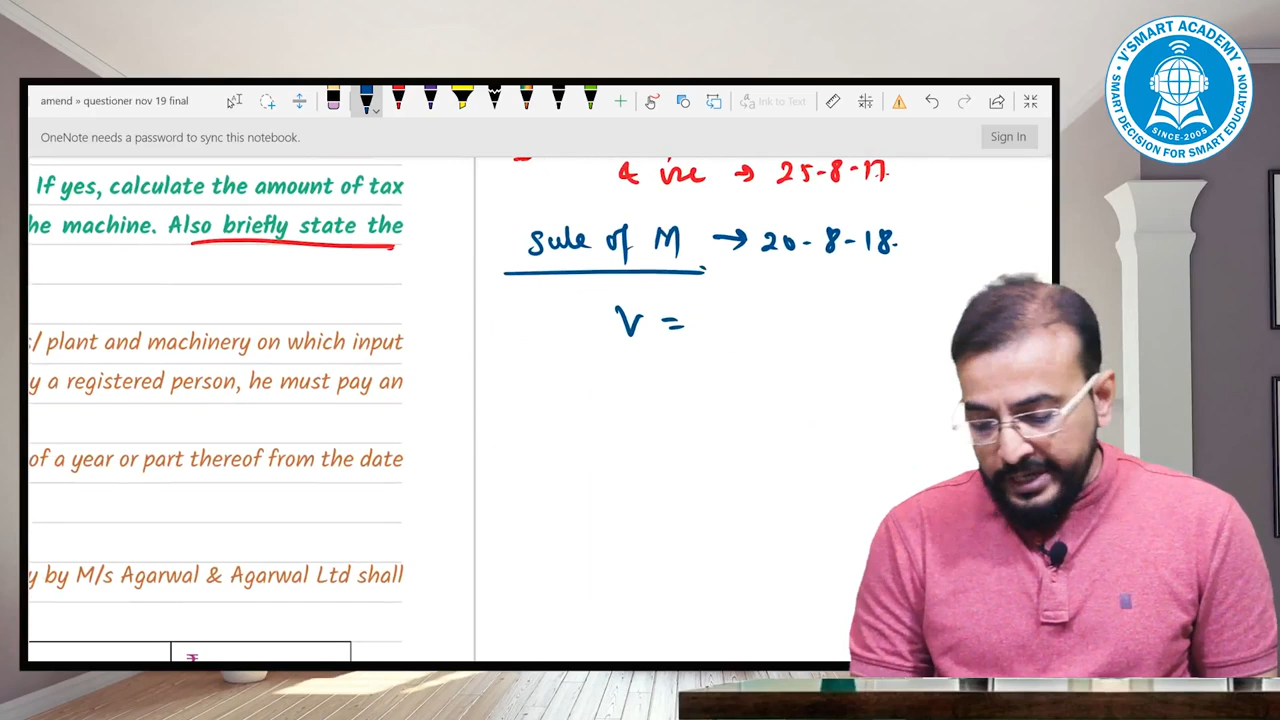 amend » questioner nov 19 final
Ink to Text
OneNote needs a password to sync this notebook.
Sign In
If yes, calculate the amount of tax
he machine. Also briefly state the
s/ plant and machinery on which input
y a registered person, he must pay an
of a year or part thereof from the date
y by M/s Agarwal & Agarwal Ltd shall
₹
→ 25-8-17.
Sale of M → 20-8-18.
V =
V'SMART ACADEMY
SINCE-2005
SMART DECISION FOR SMART EDUCATION